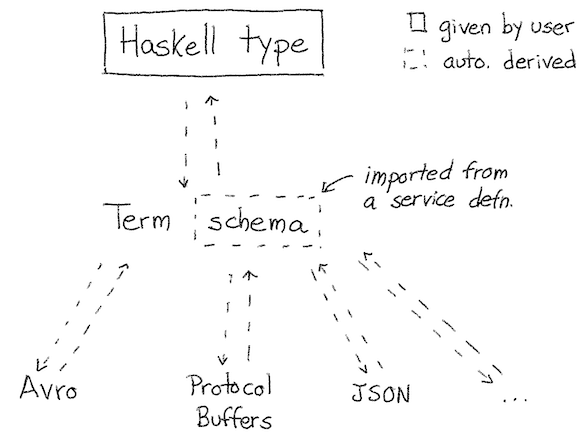 Haskell type
given by user
auto. derived
imported from
a service defn.
Term schema
Avro
Protocol
Buffers
JSON
...